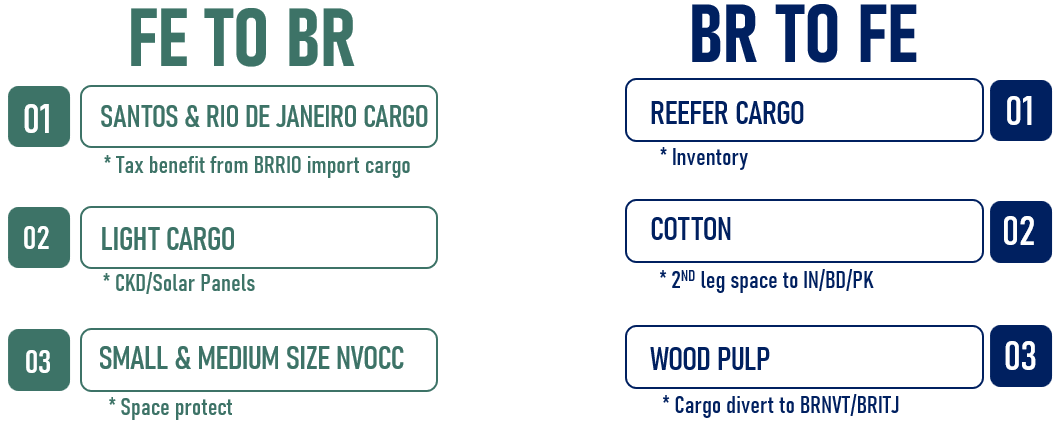 FE TO BR
01
SANTOS & RIO DE JANEIRO CARGO
* Tax benefit from BRRIO import cargo
02
LIGHT CARGO
* CKD/Solar Panels
03
SMALL & MEDIUM SIZE NVOCC
* Space protect
BR TO FE
REEFER CARGO
01
* Inventory
COTTON
02
* 2ND leg space to IN/BD/PK
WOOD PULP
03
* Cargo divert to BRNVT/BRITJ